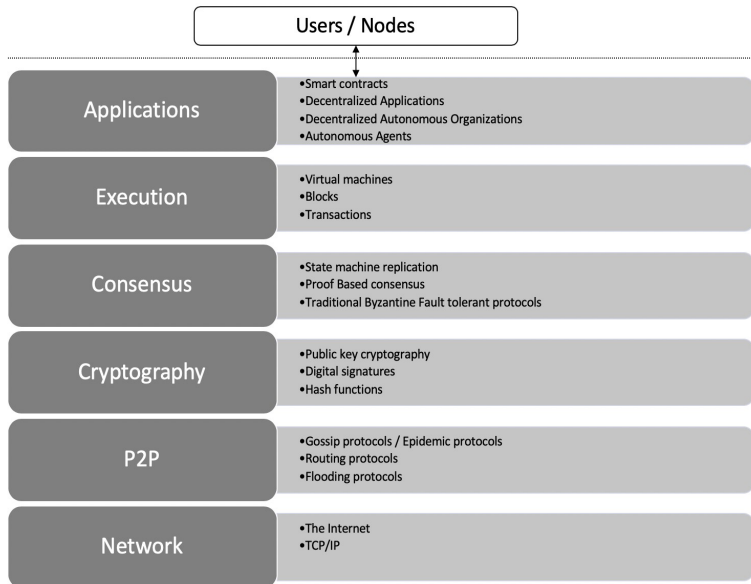 Users / Nodes
Applications
•Smart contracts
•Decentralized Applications
•Decentralized Autonomous Organizations
•Autonomous Agents
Execution
•Virtual machines
•Blocks
•Transactions
Consensus
•State machine replication
•Proof Based consensus
•Traditional Byzantine Fault tolerant protocols
Cryptography
•Public key cryptography
•Digital signatures
•Hash functions
P2P
•Gossip protocols / Epidemic protocols
•Routing protocols
•Flooding protocols
Network
•The Internet
•TCP/IP